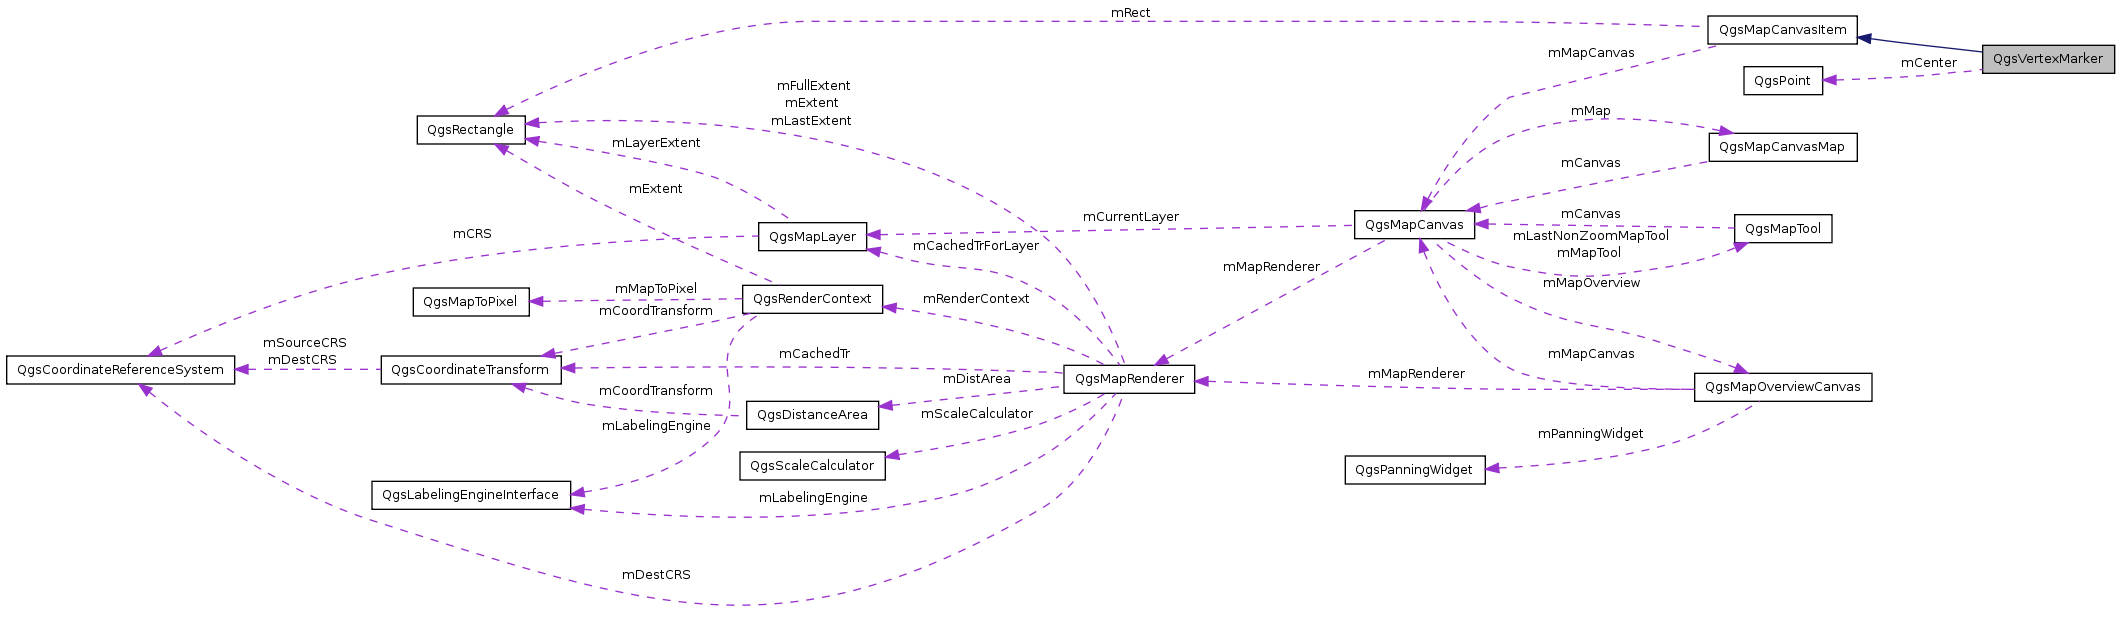 mRect
QgsMapCanvasItem
mMapCanvas
QgsVertexMarker
mCenter
QgsPoint
mFullExtent
mExtent
mLastExtent
mMap
QgsRectangle
mLayerExtent
QgsMapCanvasMap
mCanvas
mExtent
mCurrentLayer
mCanvas
QgsMapCanvas
QgsMapTool
mCRS
QgsMapLayer
mCachedTrForLayer
mLastNonZoomMapTool
mMapTool
mMapRenderer
mMapOverview
mMapToPixel
QgsMapToPixel
QgsRenderContext
mRenderContext
mCoordTransform
mSourceCRS
mDestCRS
mCachedTr
mMapCanvas
QgsCoordinateReferenceSystem
QgsCoordinateTransform
mMapRenderer
QgsMapRenderer
mDistArea
QgsMapOverviewCanvas
mCoordTransform
QgsDistanceArea
mScaleCalculator
mLabelingEngine
mPanningWidget
QgsScaleCalculator
QgsPanningWidget
QgsLabelingEngineInterface
mLabelingEngine
mDestCRS